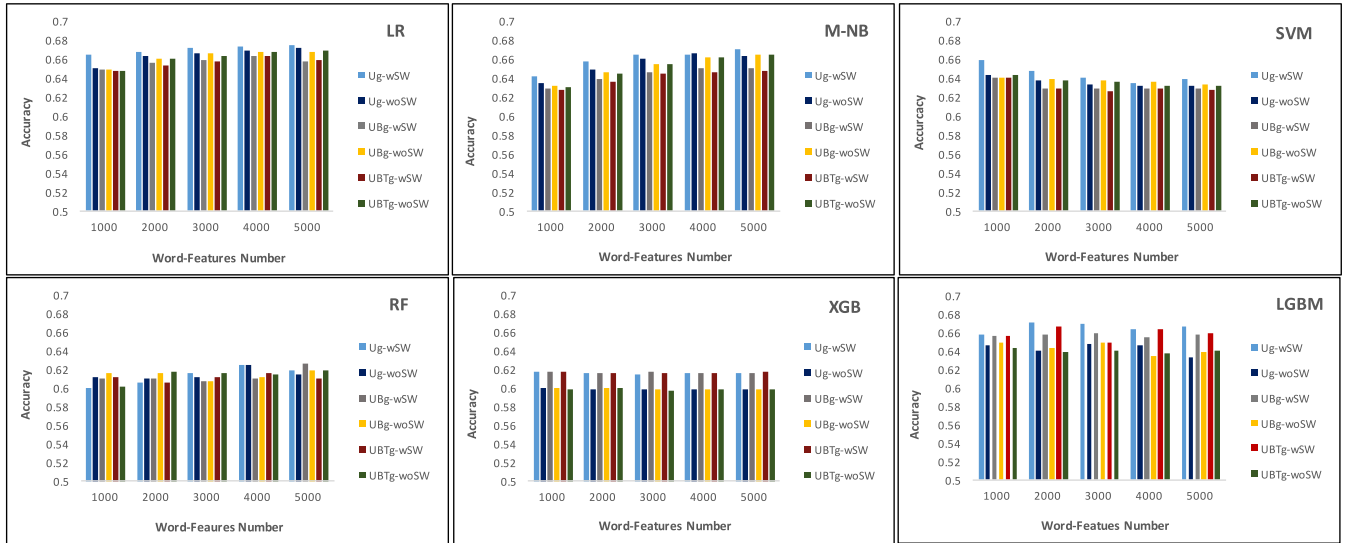 LR
0.7
0.68
0.66
0.64
0.62
0.6
0.58
0.56
0.54
0.52
0.5
Accuracy
1000 2000 3000 4000 5000
Word-Features Number
Ug-wSW
Ug-woSW
UBg-wSW
UBg-woSW
UBTg-wSW
UBTg-woSW
M-NB
0.7
0.68
0.66
0.64
0.62
0.6
0.58
0.56
0.54
0.52
0.5
Accuracy
1000 2000 3000 4000 5000
Word-Features Number
Ug-wSW
Ug-woSW
UBg-wSW
UBg-woSW
UBTg-wSW
UBTg-woSW
SVM
0.7
0.68
0.66
0.64
0.62
0.6
0.58
0.56
0.54
0.52
0.5
Accurcacy
1000 2000 3000 4000 5000
Word-Features Number
Ug-wSW
Ug-woSW
UBg-wSW
UBg-woSW
UBTg-wSW
UBTg-woSW
RF
0.7
0.68
0.66
0.64
0.62
0.6
0.58
0.56
0.54
0.52
0.5
Accuracy
1000 2000 3000 4000 5000
Word-Feaures Number
Ug-wSW
Ug-woSW
UBg-wSW
UBg-woSW
UBTg-wSW
UBTg-woSW
XGB
0.7
0.68
0.66
0.64
0.62
0.6
0.58
0.56
0.54
0.52
0.5
Accuracy
1000 2000 3000 4000 5000
Word-Features Number
Ug-wSW
Ug-woSW
UBg-wSW
UBg-woSW
UBTg-wSW
UBTg-woSW
LGBM
0.7
0.68
0.66
0.64
0.62
0.6
0.58
0.56
0.54
0.52
0.5
Accuracy
1000 2000 3000 4000 5000
Word-Featues Number
Ug-wSW
Ug-woSW
UBg-wSW
UBg-woSW
UBTg-wSW
UBTg-woSW